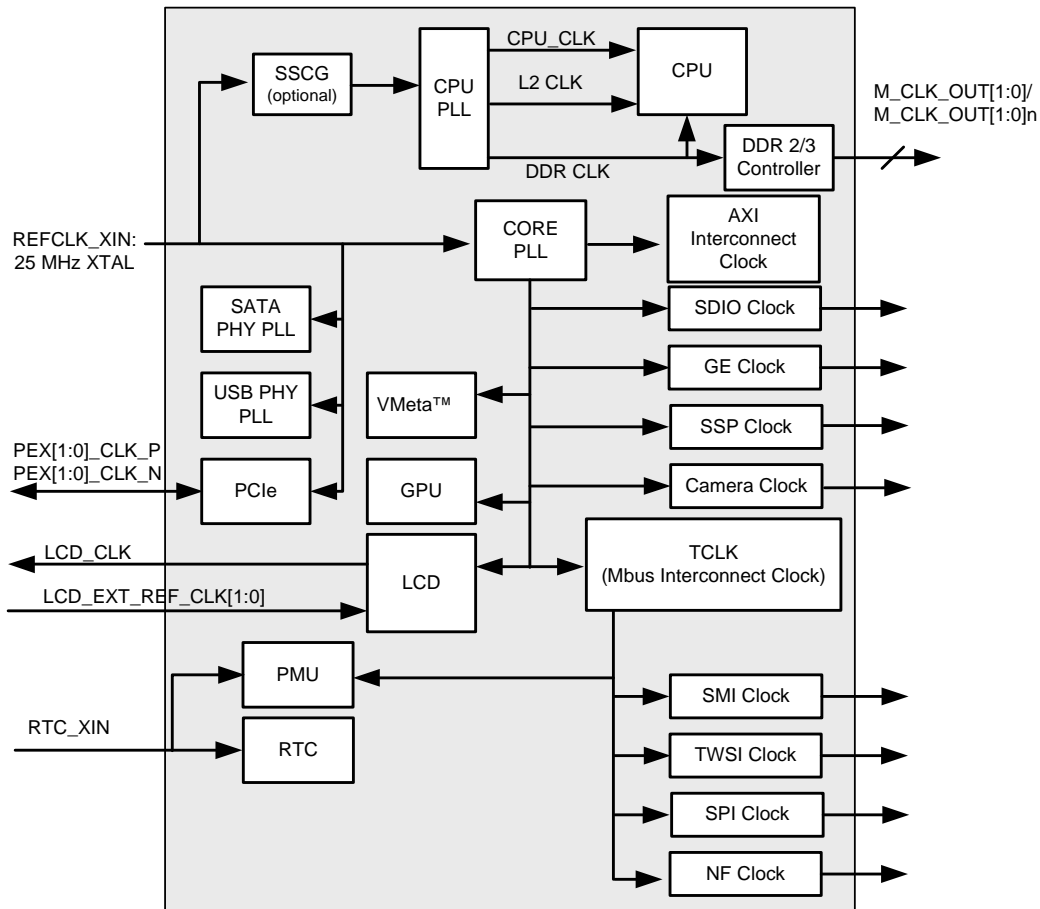 CPU_CLK
SSCG
(optional)
CPU
PLL
L2 CLK
CPU
M_CLK_OUT[1:0]/
M_CLK_OUT[1:0]n
DDR CLK
DDR 2/3
Controller
REFCLK_XIN:
25 MHz XTAL
CORE
PLL
AXI
Interconnect
Clock
SATA
PHY PLL
SDIO Clock
USB PHY
PLL
VMeta™
GE Clock
SSP Clock
PEX[1:0]_CLK_P
PEX[1:0]_CLK_N
PCIe
GPU
Camera Clock
LCD_CLK
LCD
TCLK
(Mbus Interconnect Clock)
LCD_EXT_REF_CLK[1:0]
PMU
SMI Clock
RTC_XIN
RTC
TWSI Clock
SPI Clock
NF Clock